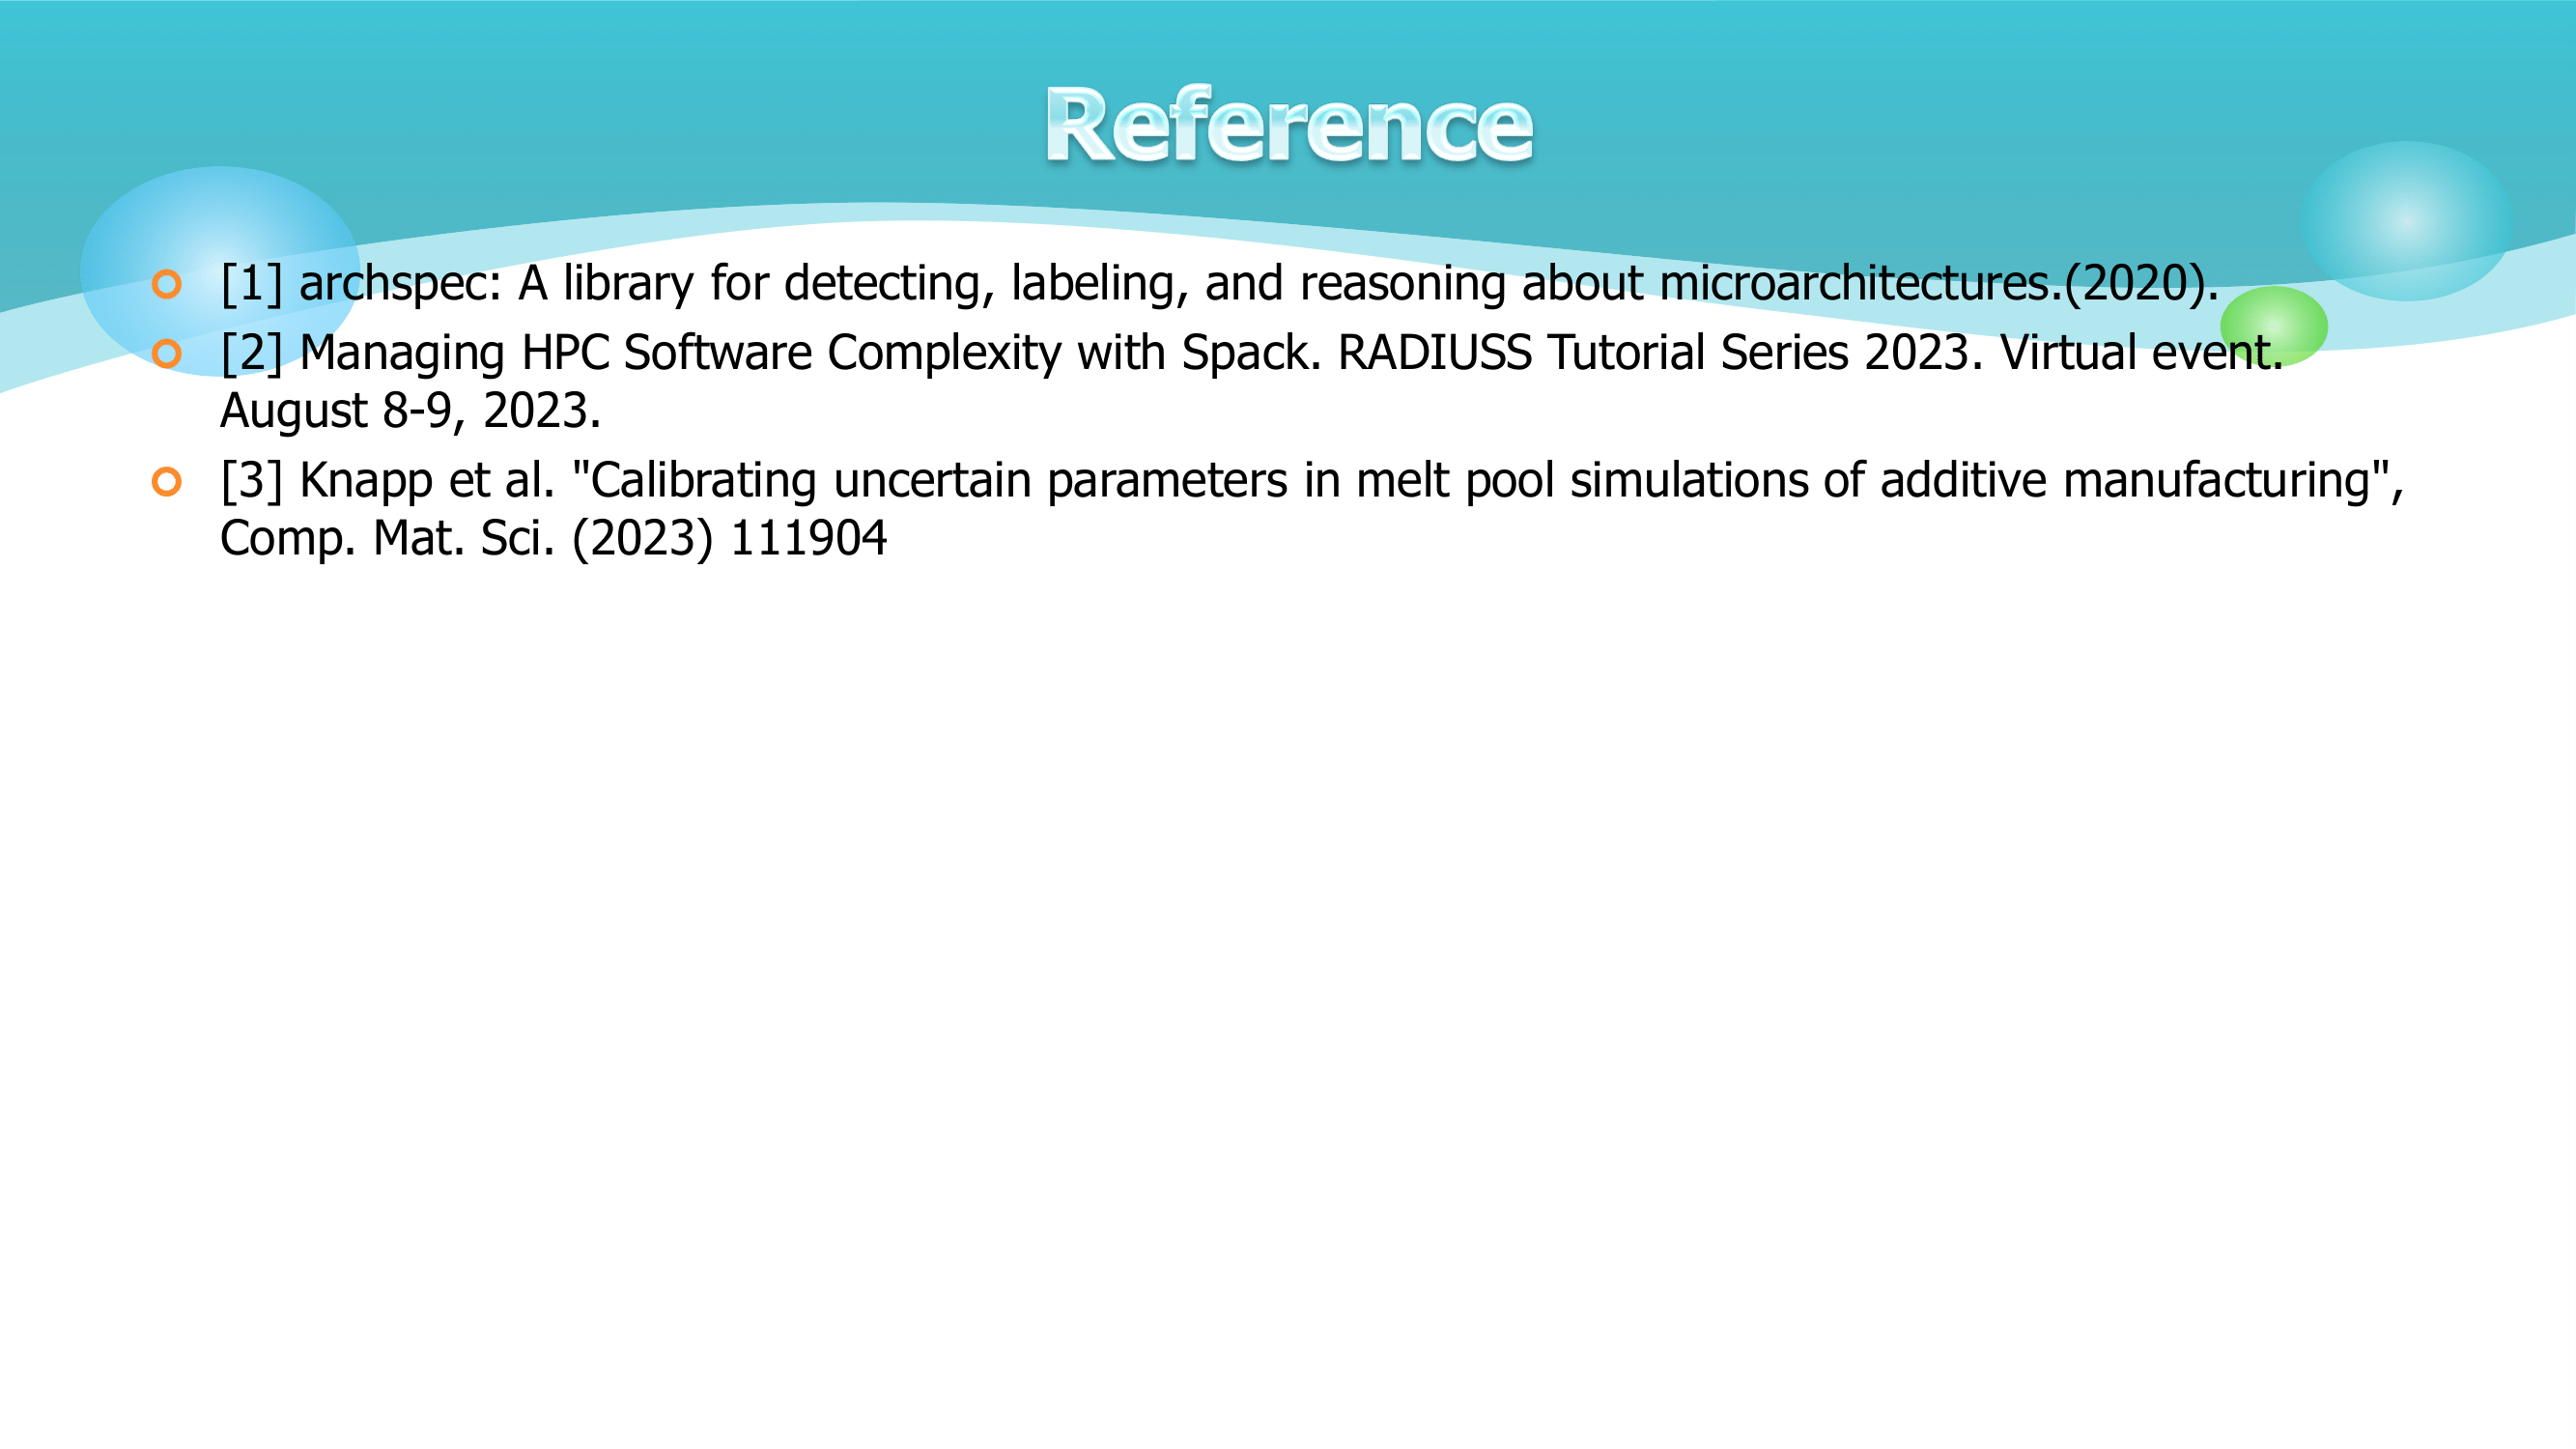 Reference
[1] archspec: A library for detecting, labeling, and reasoning about microarchitectures.(2020).
[2] Managing HPC Software Complexity with Spack. RADIUSS Tutorial Series 2023. Virtual event.
August 8-9, 2023.
[3] Knapp et al. "Calibrating uncertain parameters in melt pool simulations of additive manufacturing",
Comp. Mat. Sci. (2023) 111904